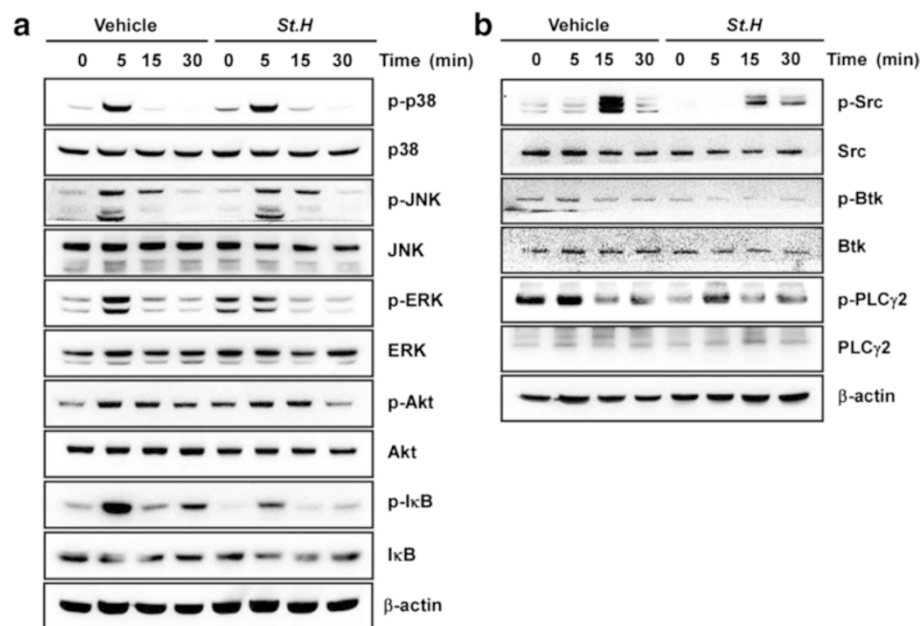 a
Vehicle St.H
0 5 15 30 0 5 15 30 Time (min)
p-p38
p38
p-JNK
JNK
p-ERK
ERK
p-Akt
Akt
p-IκB
IκB
β-actin
b
Vehicle St.H
0 5 15 30 0 5 15 30 Time (min)
p-Src
Src
p-Btk
Btk
p-PLCγ2
PLCγ2
β-actin